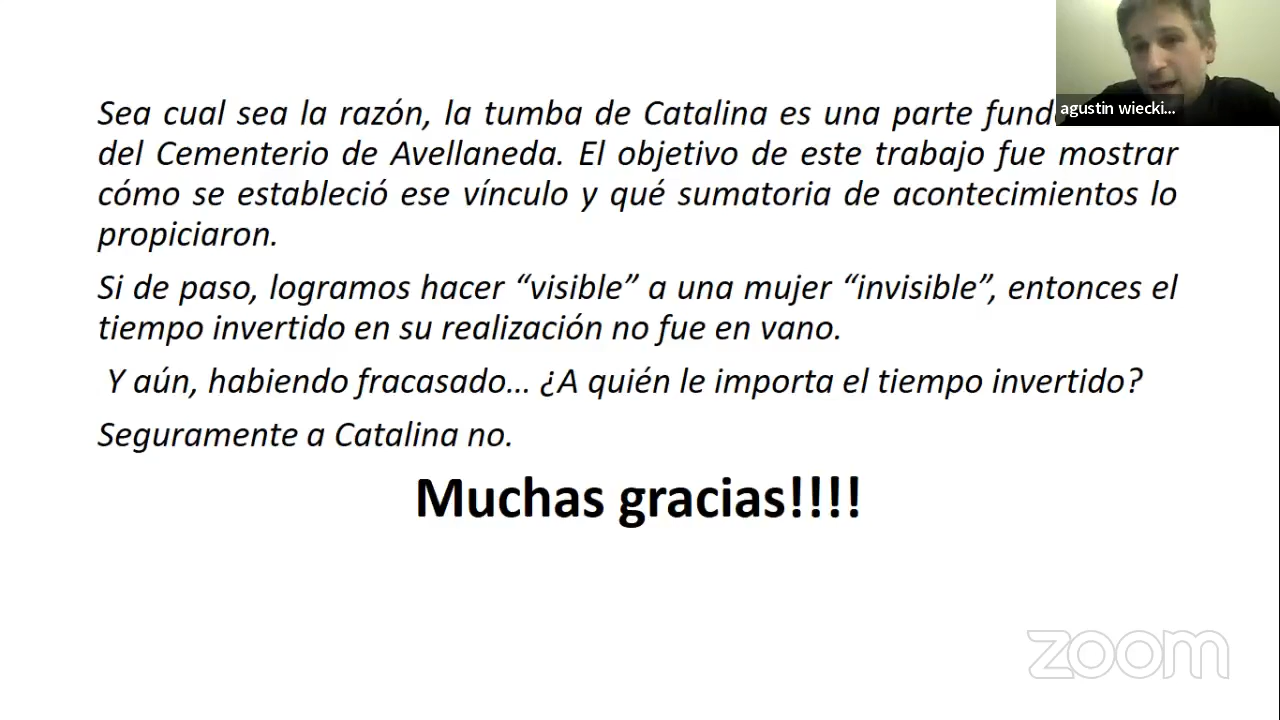 agustin wiecki...
Sea cual sea la razón, la tumba de Catalina es una parte
del Cementerio de Avellaneda. El objetivo de este trabajo fue mostrar
cómo se estableció ese vínculo y qué sumatoria de acontecimientos lo
propiciaron.
Si de paso, logramos hacer “visible” a una mujer “invisible”, entonces el
tiempo invertido en su realización no fue en vano.
Y aún, habiendo fracasado... ¿A quién le importa el tiempo invertido?
Seguramente a Catalina no.
Muchas gracias!!!!
zoom